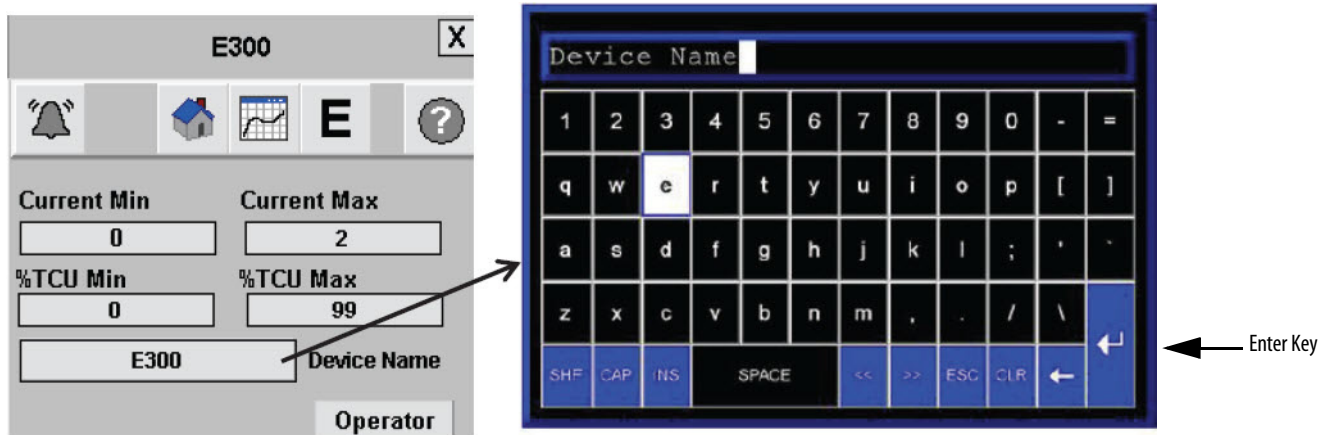 E300
X
E
?
Current Min
Current Max
0
2
%TCU Min
%TCU Max
0
99
E300
Device Name
Operator
Device Name
1 2 3 4 5 6 7 8 9 0 - =
q w e r t y u i o p [ ]
a s d f g h j k l ; ' `
z x c v b n m , . / \
SHF CAP INS SPACE << >> ESC CLR ←
Enter Key